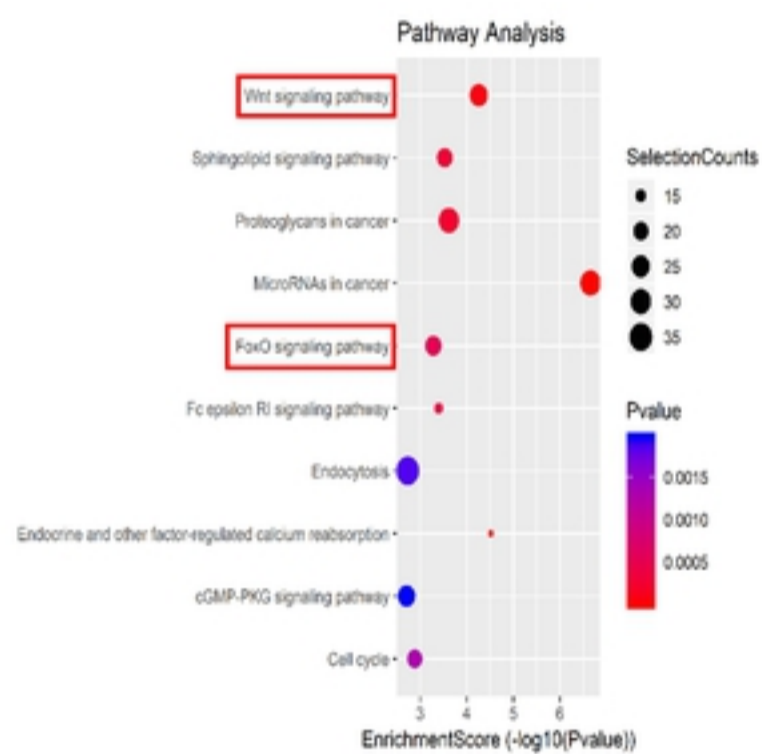 Pathway Analysis
Wnt signaling pathway
Sphingolipid signaling pathway
Proteoglycans in cancer
MicroRNAs in cancer
FoxO signaling pathway
Fc epsilon RI signaling pathway
Endocytosis
Endocrine and other factor-regulated calcium reabsorption
cGMP-PKG signaling pathway
Cell cycle
3 4 5 6
EnrichmentScore (-log10(Pvalue))
SelectionCounts
15
20
25
30
35
Pvalue
0.0015
0.0010
0.0005